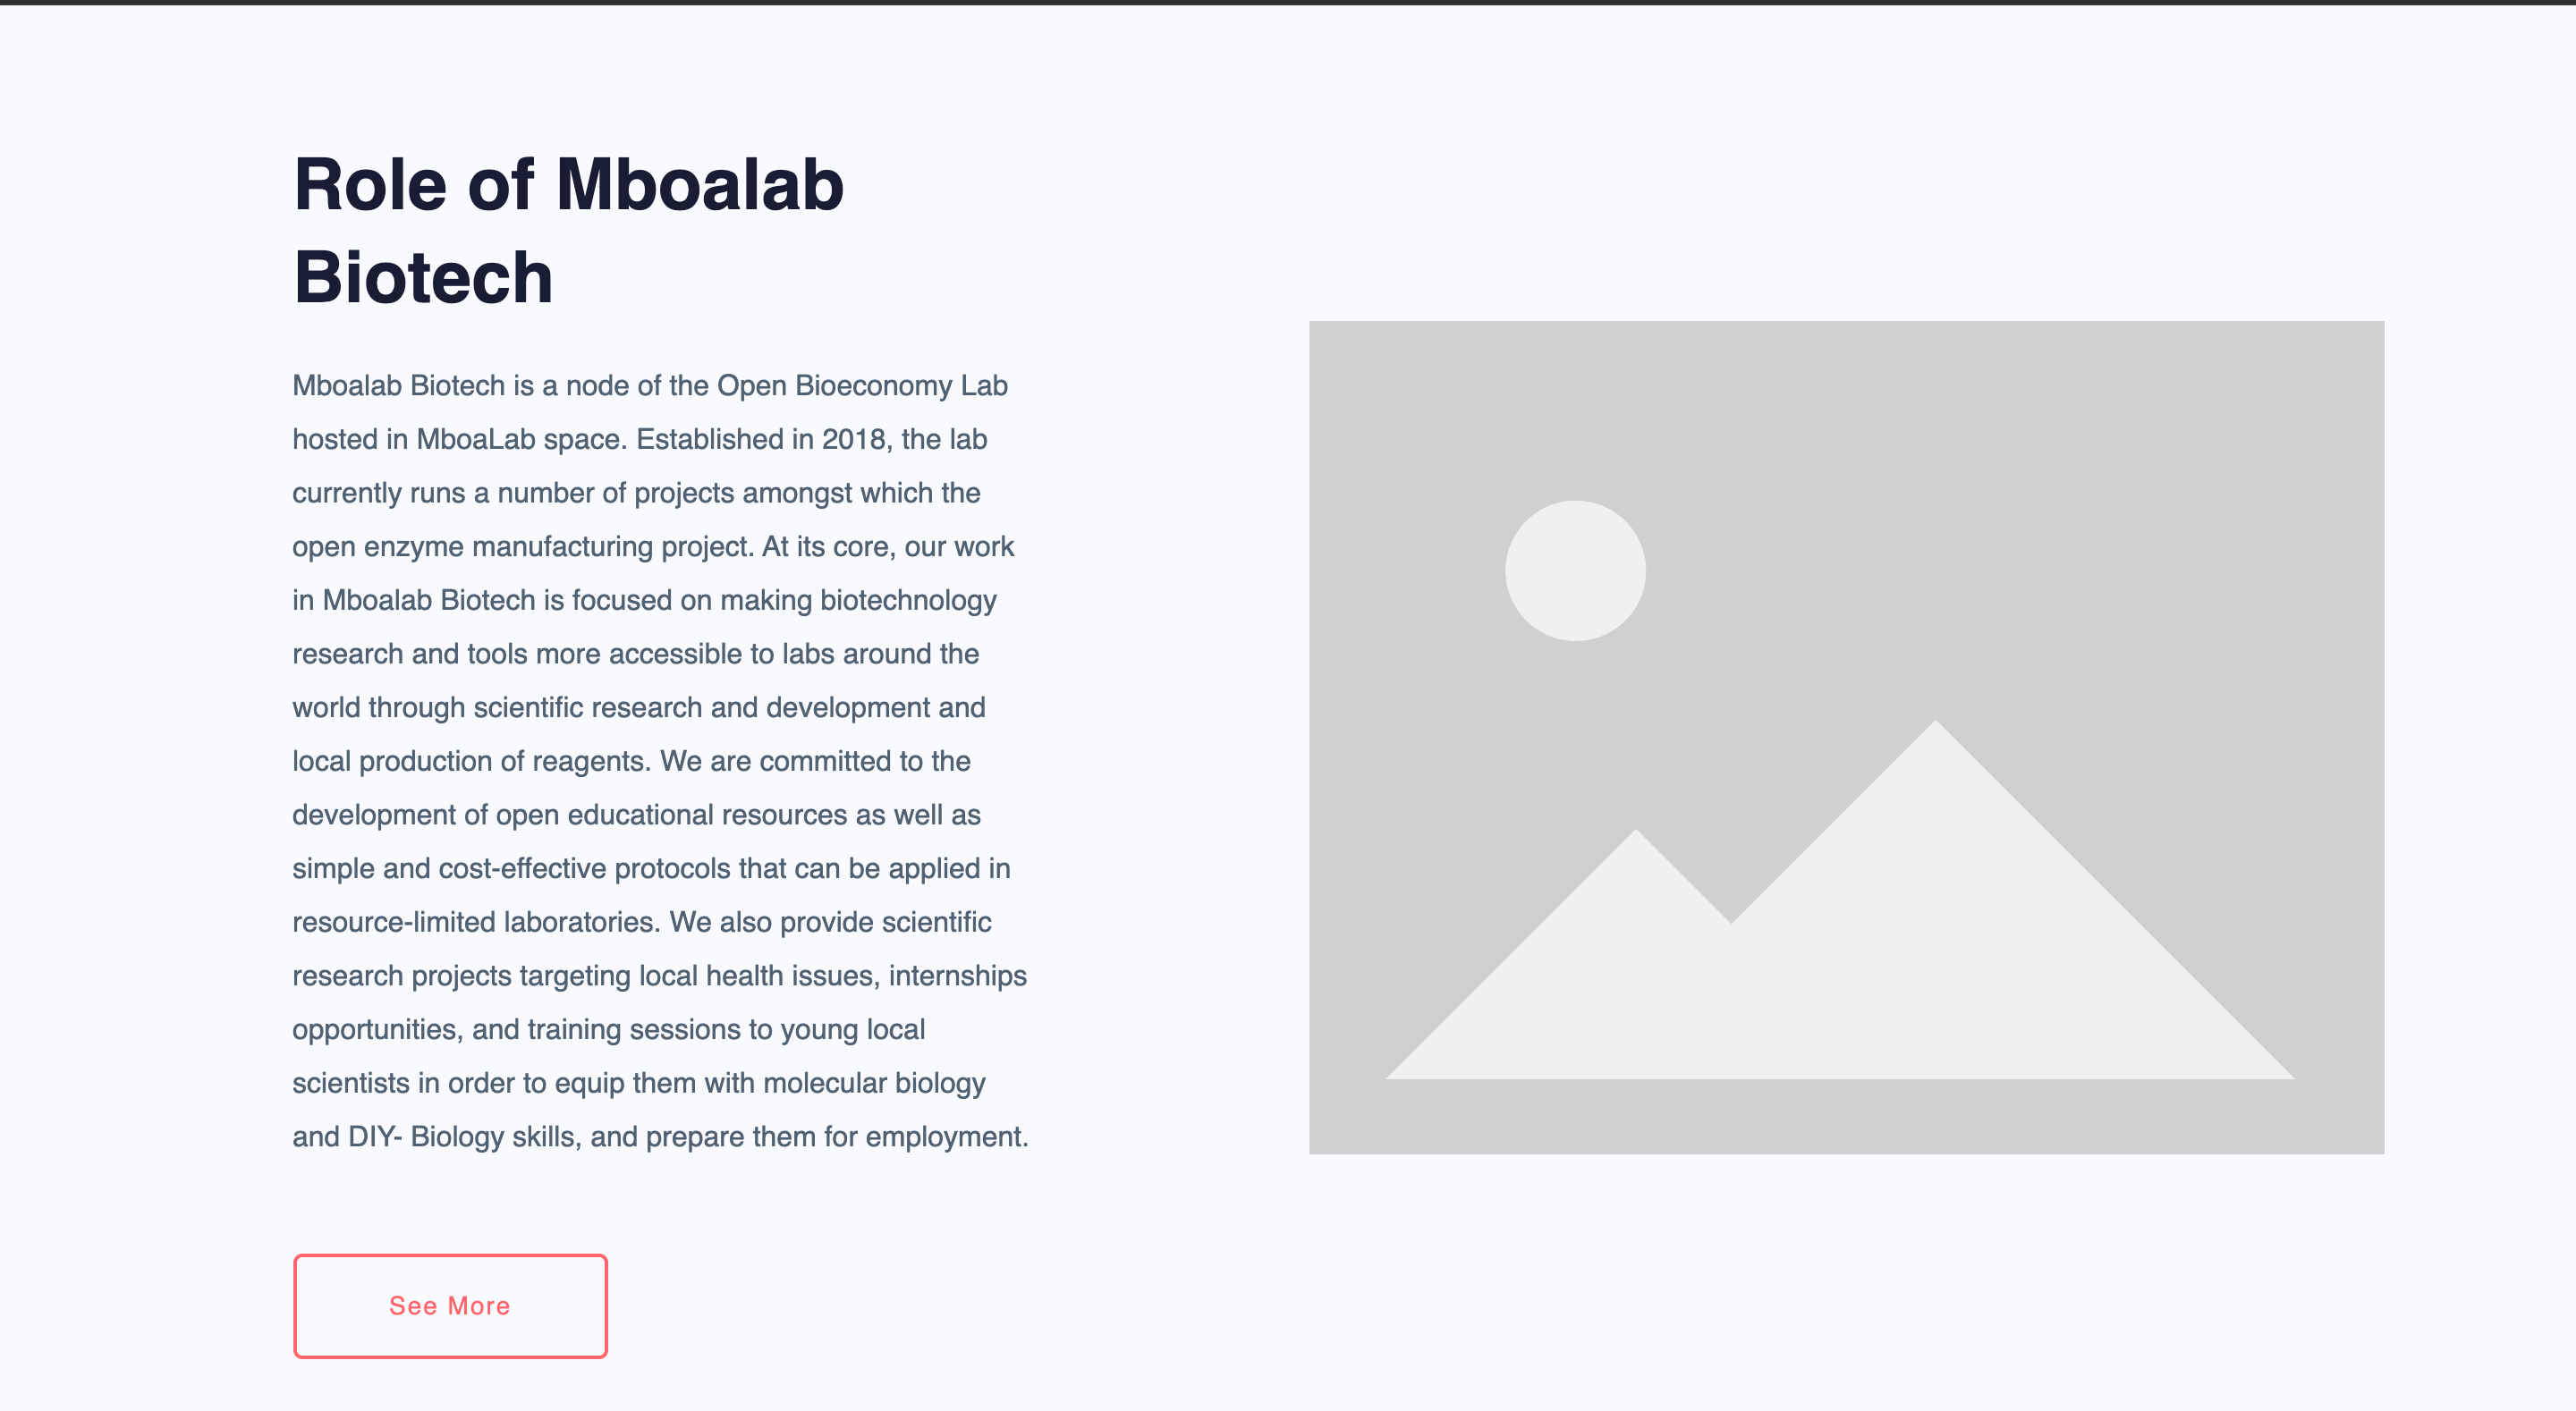 Role of Mboalab
Biotech
Mboalab Biotech is a node of the Open Bioeconomy Lab
hosted in MboaLab space. Established in 2018, the lab
currently runs a number of projects amongst which the
open enzyme manufacturing project. At its core, our work
in Mboalab Biotech is focused on making biotechnology
research and tools more accessible to labs around the
world through scientific research and development and
local production of reagents. We are committed to the
development of open educational resources as well as
simple and cost-effective protocols that can be applied in
resource-limited laboratories. We also provide scientific
research projects targeting local health issues, internships
opportunities, and training sessions to young local
scientists in order to equip them with molecular biology
and DIY- Biology skills, and prepare them for employment.
See More